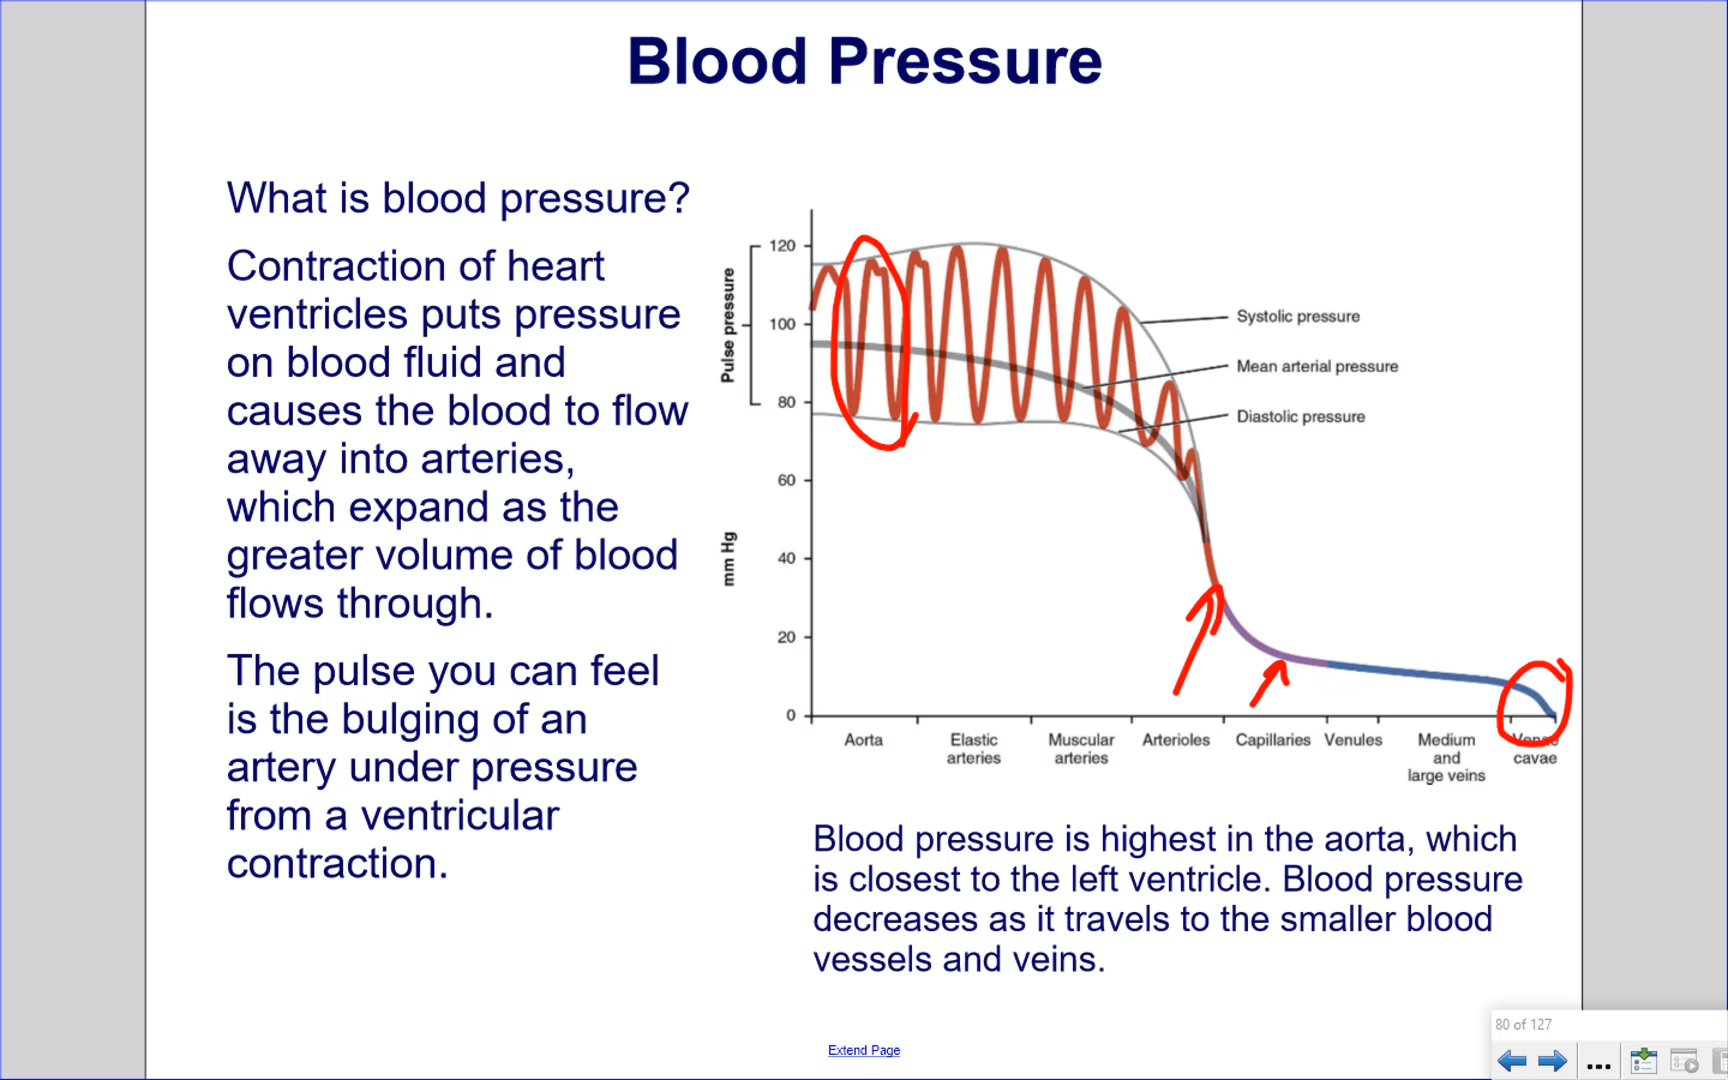 Blood Pressure
What is blood pressure?
Contraction of heart
ventricles puts pressure
on blood fluid and
causes the blood to flow
away into arteries,
which expand as the
greater volume of blood
flows through.
The pulse you can feel
is the bulging of an
artery under pressure
from a ventricular
contraction.
Pulse pressure
mm Hg
120
100
80
60
40
20
0
Systolic pressure
Mean arterial pressure
Diastolic pressure
Aorta
Elastic
arteries
Muscular
arteries
Arterioles
Capillaries
Venules
Medium
and
large veins
Venae
cavae
Blood pressure is highest in the aorta, which
is closest to the left ventricle. Blood pressure
decreases as it travels to the smaller blood
vessels and veins.
Extend Page
80 of 127